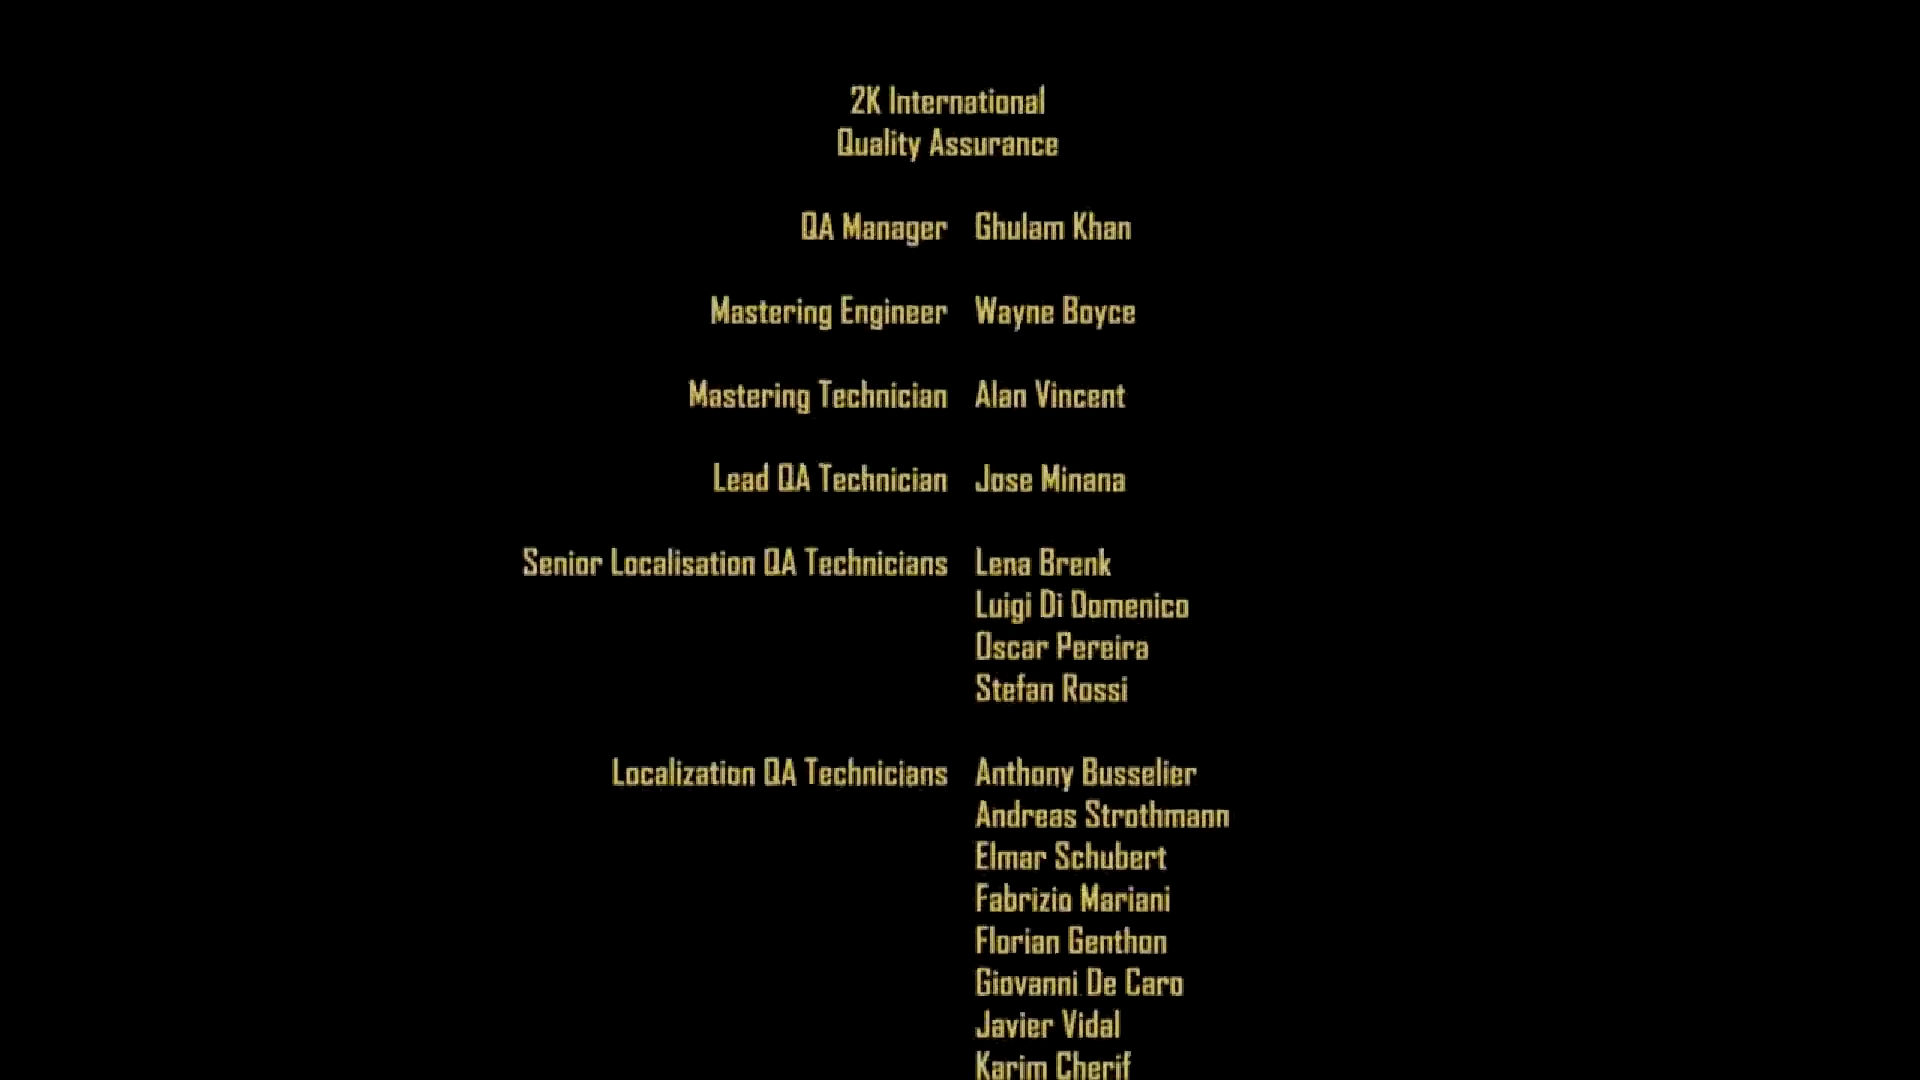 2K International
Quality Assurance
QA Manager Ghulam Khan
Mastering Engineer Wayne Boyce
Mastering Technician Alan Vincent
Lead QA Technician Jose Minana
Senior Localisation QA Technicians Lena Brenk
Luigi Di Domenico
Oscar Pereira
Stefan Rossi
Localization QA Technicians Anthony Busselier
Andreas Strothmann
Elmar Schubert
Fabrizio Mariani
Florian Genthon
Giovanni De Caro
Javier Vidal
Karim Cherif